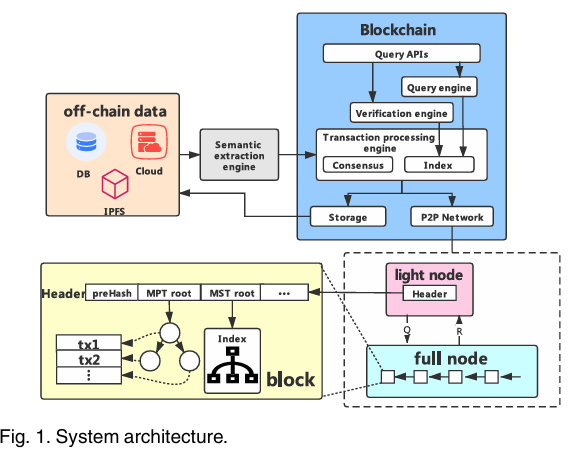 Blockchain
Query APIs
Query engine
Verification engine
Transaction processing
engine
Consensus
Index
Storage
P2P Network
off-chain data
DB
Cloud
IPFS
Semantic
extraction
engine
light node
Header
Q
R
full node
Header
preHash
MPT root
MST root
...
tx1
tx2
⋮
Index
block
Fig. 1. System architecture.